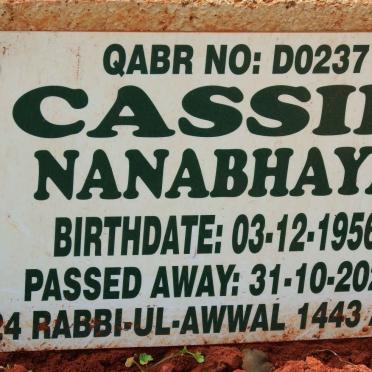 QABR NO: D0237
CASSI
NANABHAY
BIRTHDATE: 03-12-1956
PASSED AWAY: 31-10-202
24 RABBI-UL-AWWAL 1443